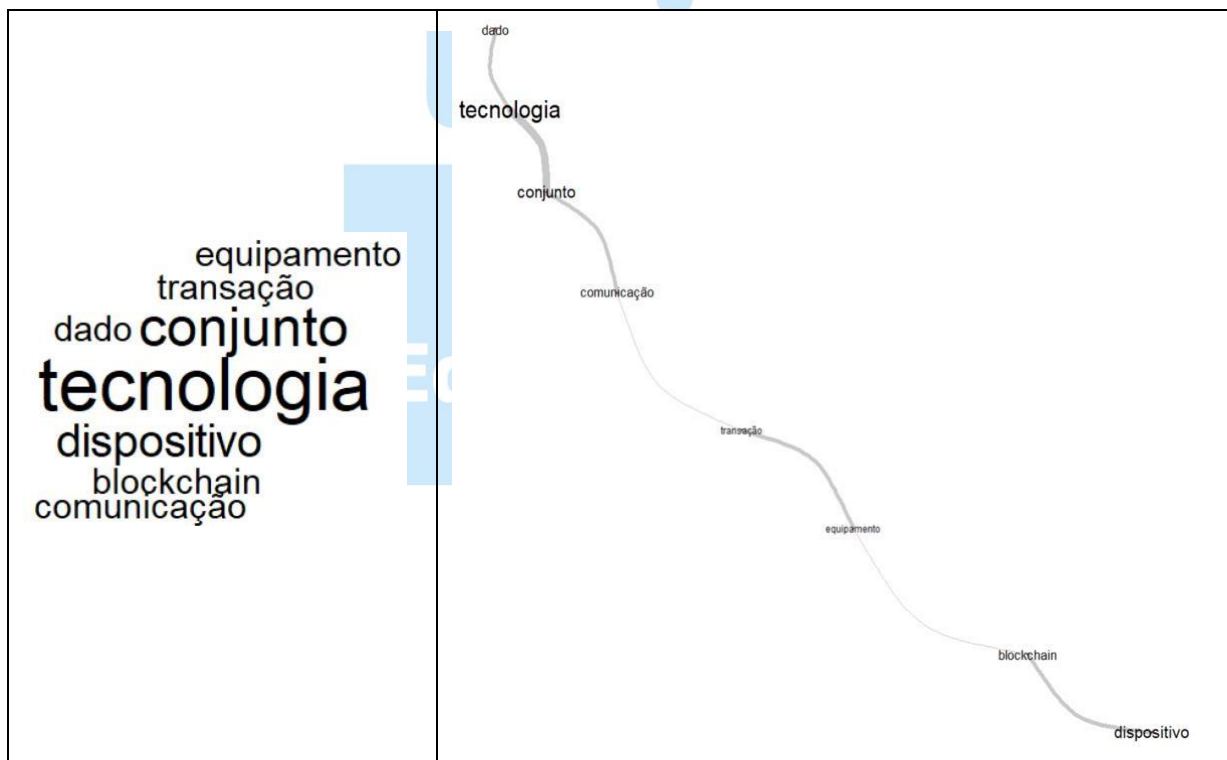 equipamento
transação
dado conjunto
tecnologia
dispositivo
blockchain
comunicação
dado
tecnologia
conjunto
comunicação
transação
equipamento
blockchain
dispositivo